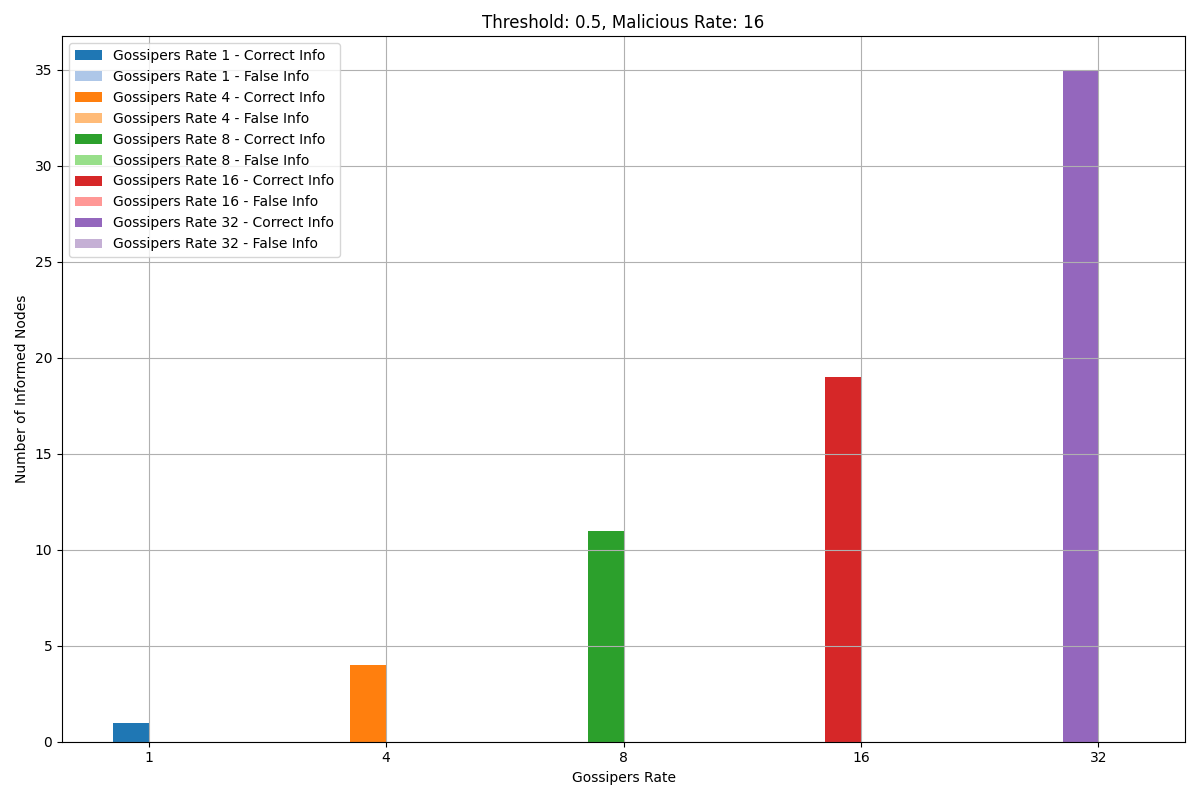 Threshold: 0.5, Malicious Rate: 16
Gossipers Rate 1 - Correct Info
Gossipers Rate 1 - False Info
Gossipers Rate 4 - Correct Info
Gossipers Rate 4 - False Info
Gossipers Rate 8 - Correct Info
Gossipers Rate 8 - False Info
Gossipers Rate 16 - Correct Info
Gossipers Rate 16 - False Info
Gossipers Rate 32 - Correct Info
Gossipers Rate 32 - False Info
Number of Informed Nodes
35
30
25
20
15
10
5
0
1 4 8 16 32
Gossipers Rate